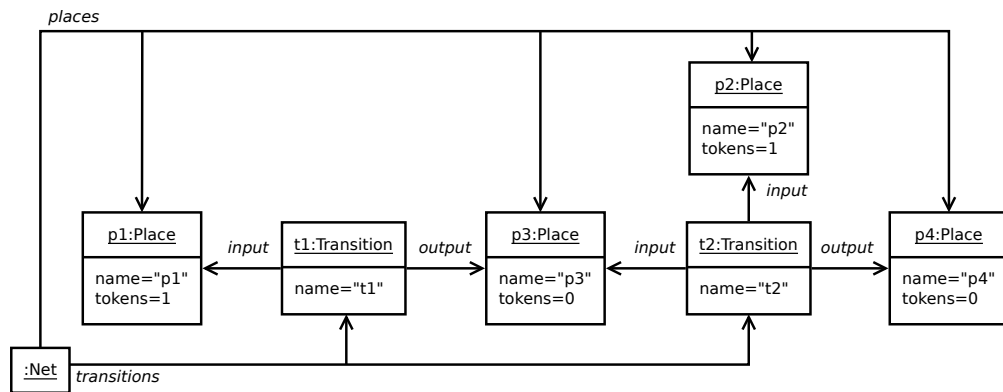 places
p2:Place
name="p2"
tokens=1
input
p1:Place
name="p1"
tokens=1
input
t1:Transition
name="t1"
output
p3:Place
name="p3"
tokens=0
input
t2:Transition
name="t2"
output
p4:Place
name="p4"
tokens=0
:Net
transitions